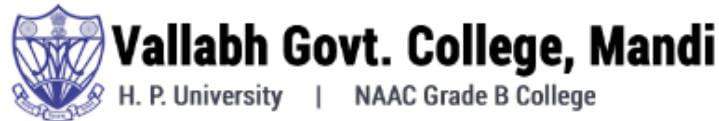 Vallabh Govt. College, Mandi
H. P. University | NAAC Grade B College